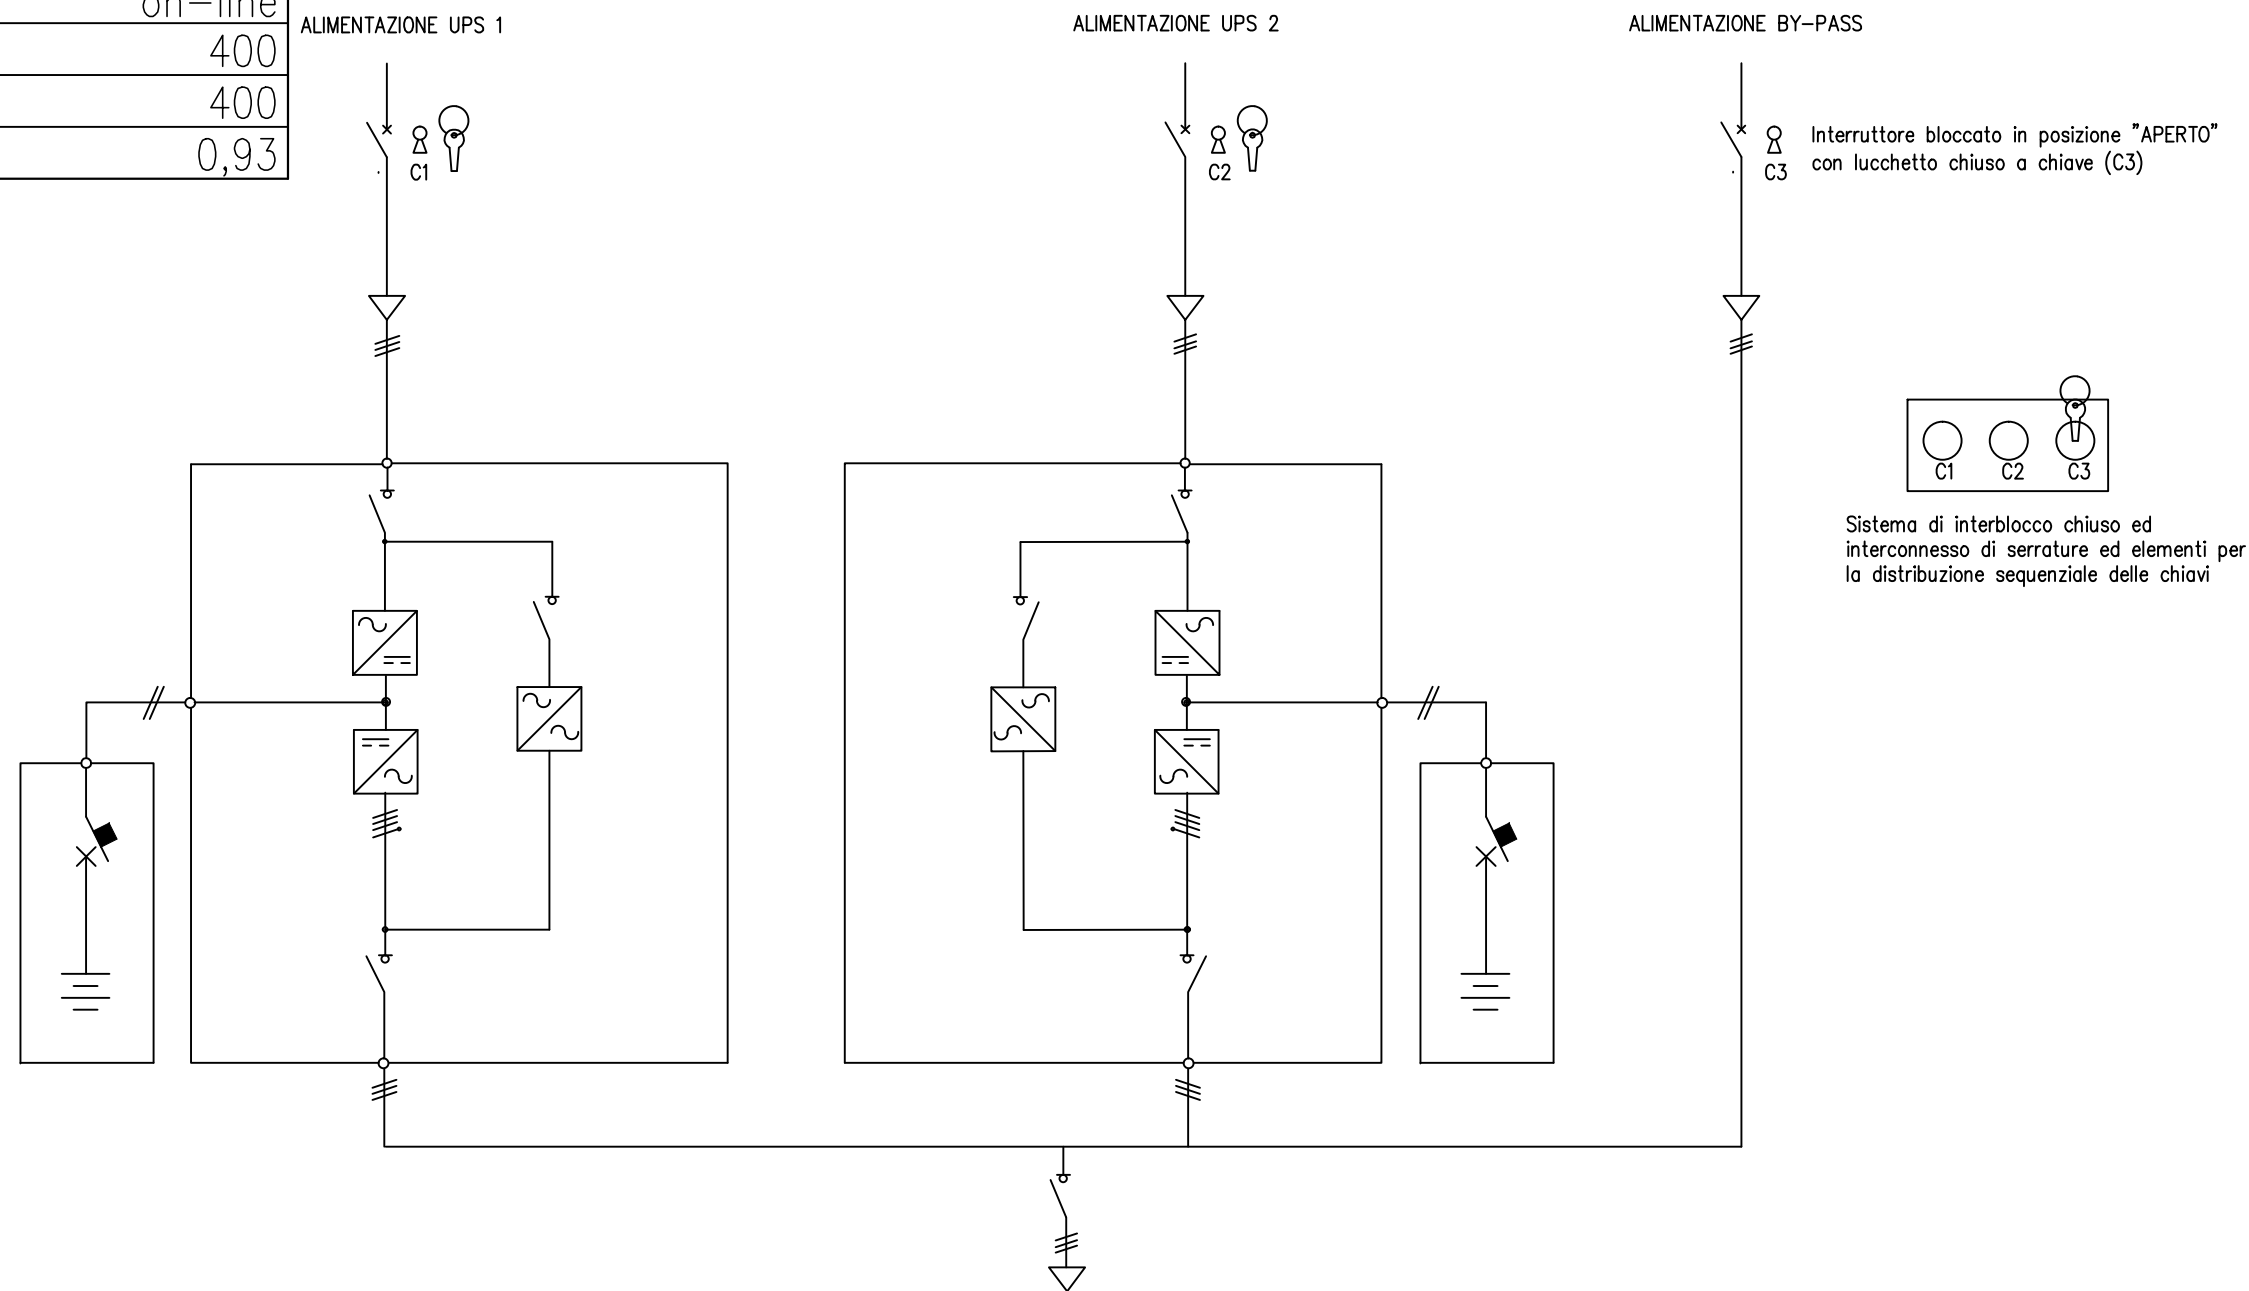 on-line
400
400
0,93
ALIMENTAZIONE UPS 1
ALIMENTAZIONE UPS 2
ALIMENTAZIONE BY-PASS
C1
C2
C3
Interruttore bloccato in posizione "APERTO"
con lucchetto chiuso a chiave (C3)
C1
C2
C3
Sistema di interblocco chiuso ed
interconnesso di serrature ed elementi per
la distribuzione sequenziale delle chiavi